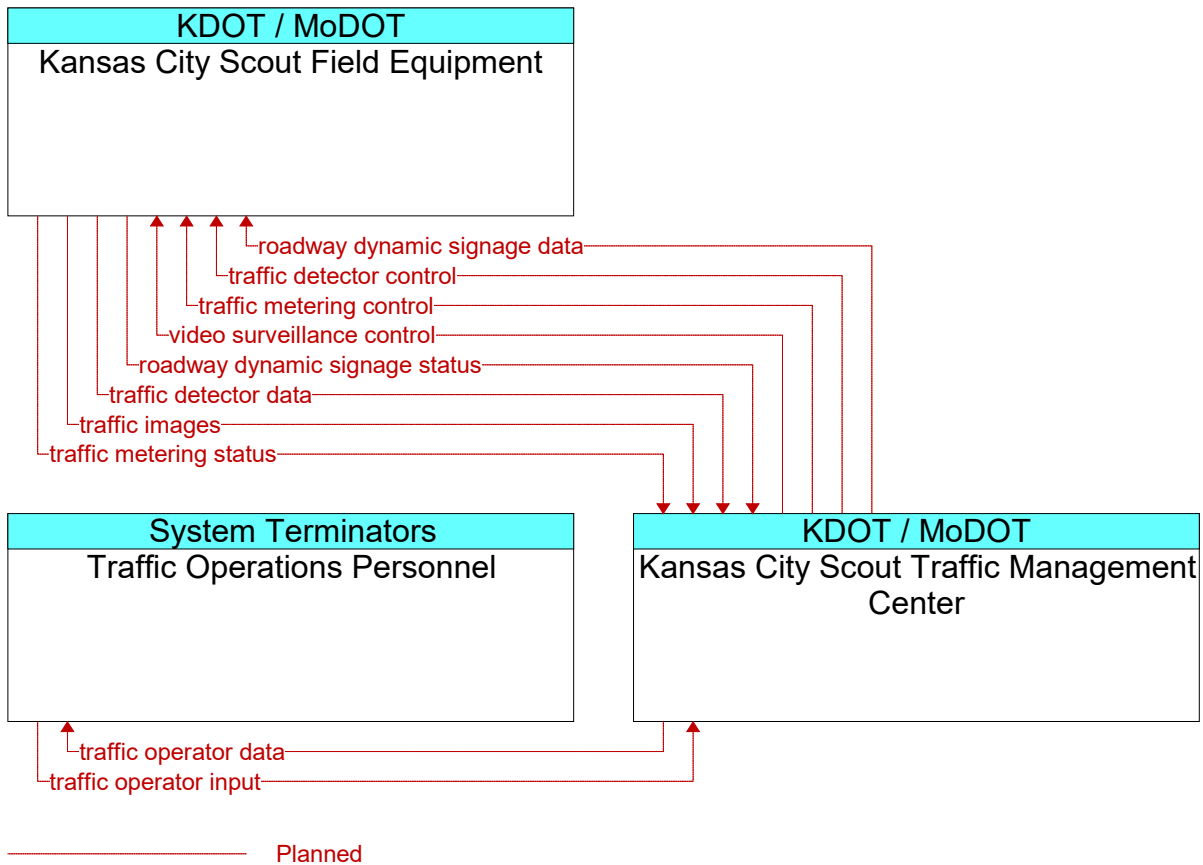 KDOT / MoDOT
Kansas City Scout Field Equipment
roadway dynamic signage data
traffic detector control
traffic metering control
video surveillance control
roadway dynamic signage status
traffic detector data
traffic images
traffic metering status
System Terminators
Traffic Operations Personnel
KDOT / MoDOT
Kansas City Scout Traffic Management
Center
traffic operator data
traffic operator input
Planned